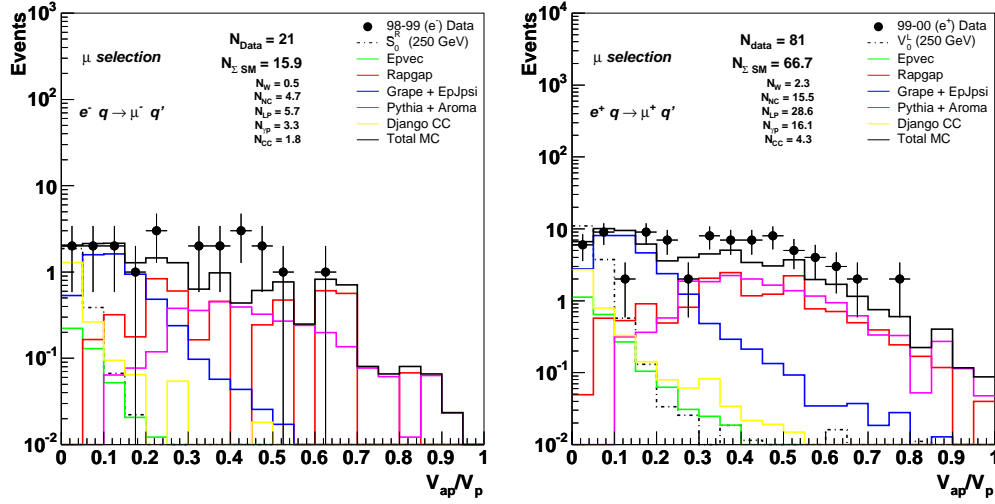 Events
10³
10²
10
1
10⁻¹
10⁻²
μ selection
e⁻ q → μ⁻ q'
N_Data = 21
N_Σ SM = 15.9
N_W = 0.5
N_NC = 4.7
N_LP = 5.7
N_γp = 3.3
N_CC = 1.8
98-99 (e⁻) Data
S₀ᴿ (250 GeV)
Epvec
Rapgap
Grape + EpJpsi
Pythia + Aroma
Django CC
Total MC
0 0.1 0.2 0.3 0.4 0.5 0.6 0.7 0.8 0.9 1
V_ap/V_p
Events
10⁴
10³
10²
10
1
10⁻¹
10⁻²
μ selection
e⁺ q → μ⁺ q'
N_data = 81
N_Σ SM = 66.7
N_W = 2.3
N_NC = 15.5
N_LP = 28.6
N_γp = 16.1
N_CC = 4.3
99-00 (e⁺) Data
V₀ᴸ (250 GeV)
Epvec
Rapgap
Grape + EpJpsi
Pythia + Aroma
Django CC
Total MC
0 0.1 0.2 0.3 0.4 0.5 0.6 0.7 0.8 0.9 1
V_ap/V_p